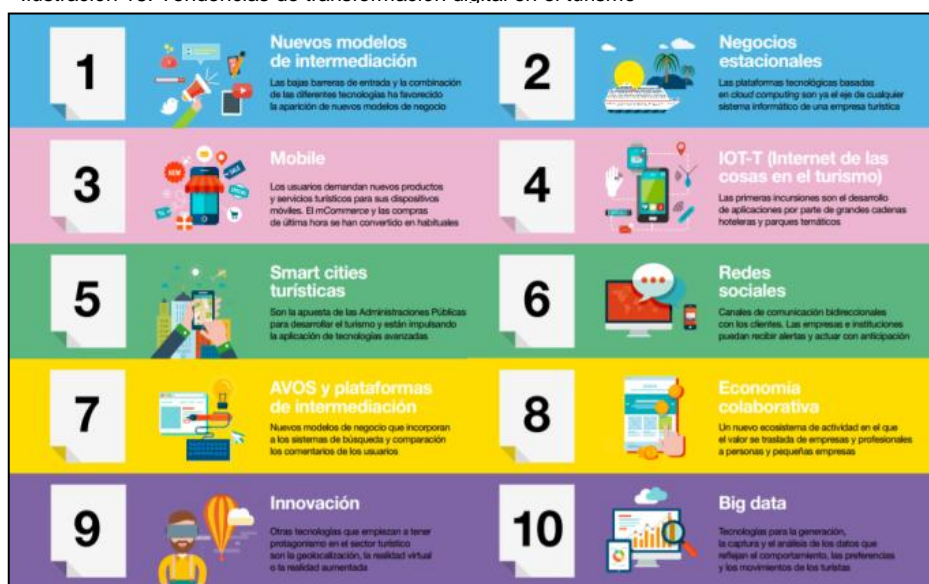 Ilustración 10. Tendencias de transformación digital en el turismo
1
Nuevos modelos
de intermediación
Las bajas barreras de entrada y la combinación
de las diferentes tecnologías ha favorecido
la aparición de nuevos modelos de negocio
2
Negocios
estacionales
Las plataformas tecnológicas basadas
en cloud computing son ya el eje de cualquier
sistema informático de una empresa turística
3
Mobile
Los usuarios demandan nuevos productos
y servicios turísticos para sus dispositivos
móviles. El mCommerce y las compras
de última hora se han convertido en habituales
NEW
SALE
4
IOT-T (Internet de las
cosas en el turismo)
Las primeras incursiones son el desarrollo
de aplicaciones por parte de grandes cadenas
hoteleras y parques temáticos
5
Smart cities
turísticas
Son la apuesta de las Administraciones Públicas
para desarrollar el turismo y están impulsando
la aplicación de tecnologías avanzadas
6
Redes
sociales
Canales de comunicación bidireccionales
con los clientes. Las empresas e instituciones
puedan recibir alertas y actuar con anticipación
7
AVOS y plataformas
de intermediación
Nuevos modelos de negocio que incorporan
a los sistemas de búsqueda y comparación
los comentarios de los usuarios
8
Economía
colaborativa
Un nuevo ecosistema de actividad en el que
el valor se traslada de empresas y profesionales
a personas y pequeñas empresas
9
Innovación
Otras tecnologías que empiezan a tener
protagonismo en el sector turístico
son la geolocalización, la realidad virtual
o la realidad aumentada
10
Big data
Tecnologías para la generación,
la captura y el análisis de los datos que
reflejan el comportamiento, las preferencias
y los movimientos de los turistas